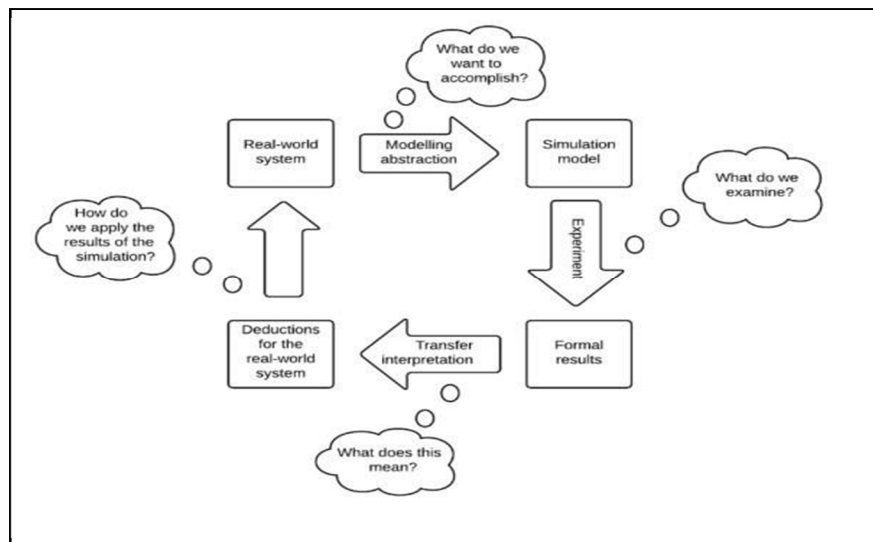 What do we
want to
accomplish?
Real-world
system
Modelling
abstraction
Simulation
model
What do we
examine?
How do
we apply the
results of the
simulation?
Experiment
Deductions
for the
real-world
system
Transfer
interpretation
Formal
results
What does this
mean?